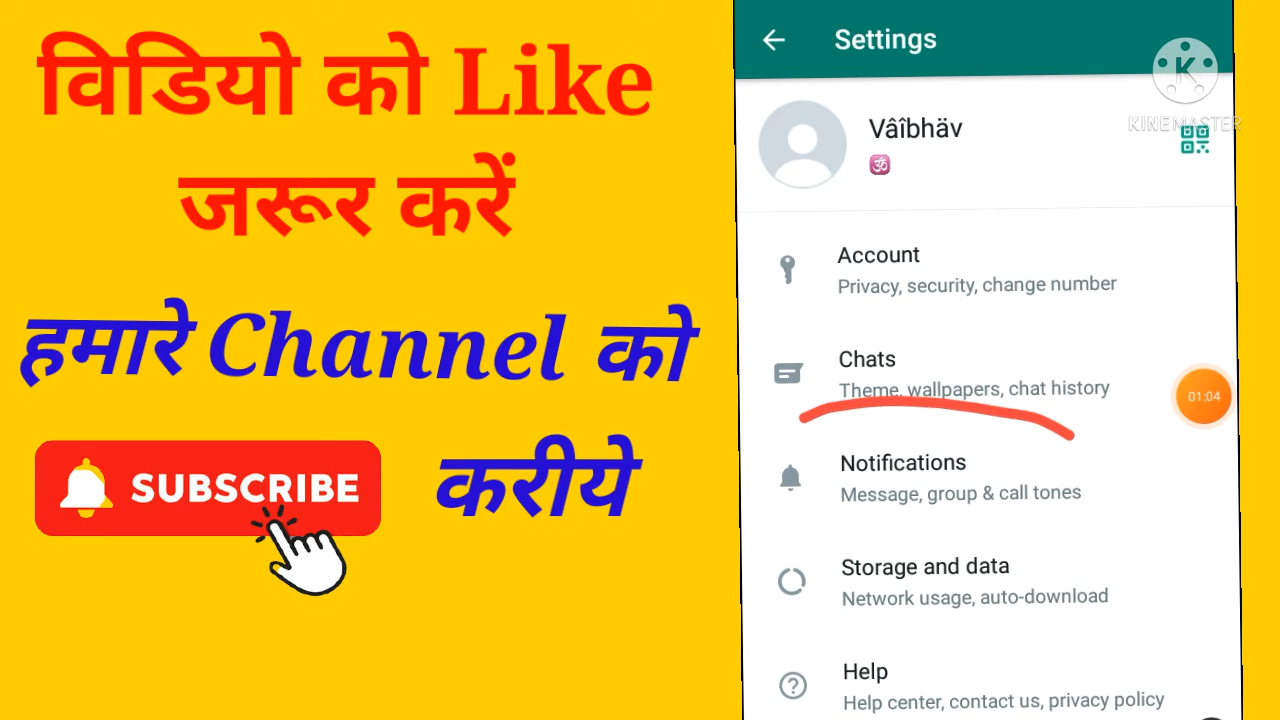 विडियो को Like
जरूर करें
हमारे Channel को
SUBSCRIBE करीये
Settings
KINEMASTER
Vâîbhäv
🕉
Account
Privacy, security, change number
Chats
Theme, wallpapers, chat history
01:04
Notifications
Message, group & call tones
Storage and data
Network usage, auto-download
Help
Help center, contact us, privacy policy